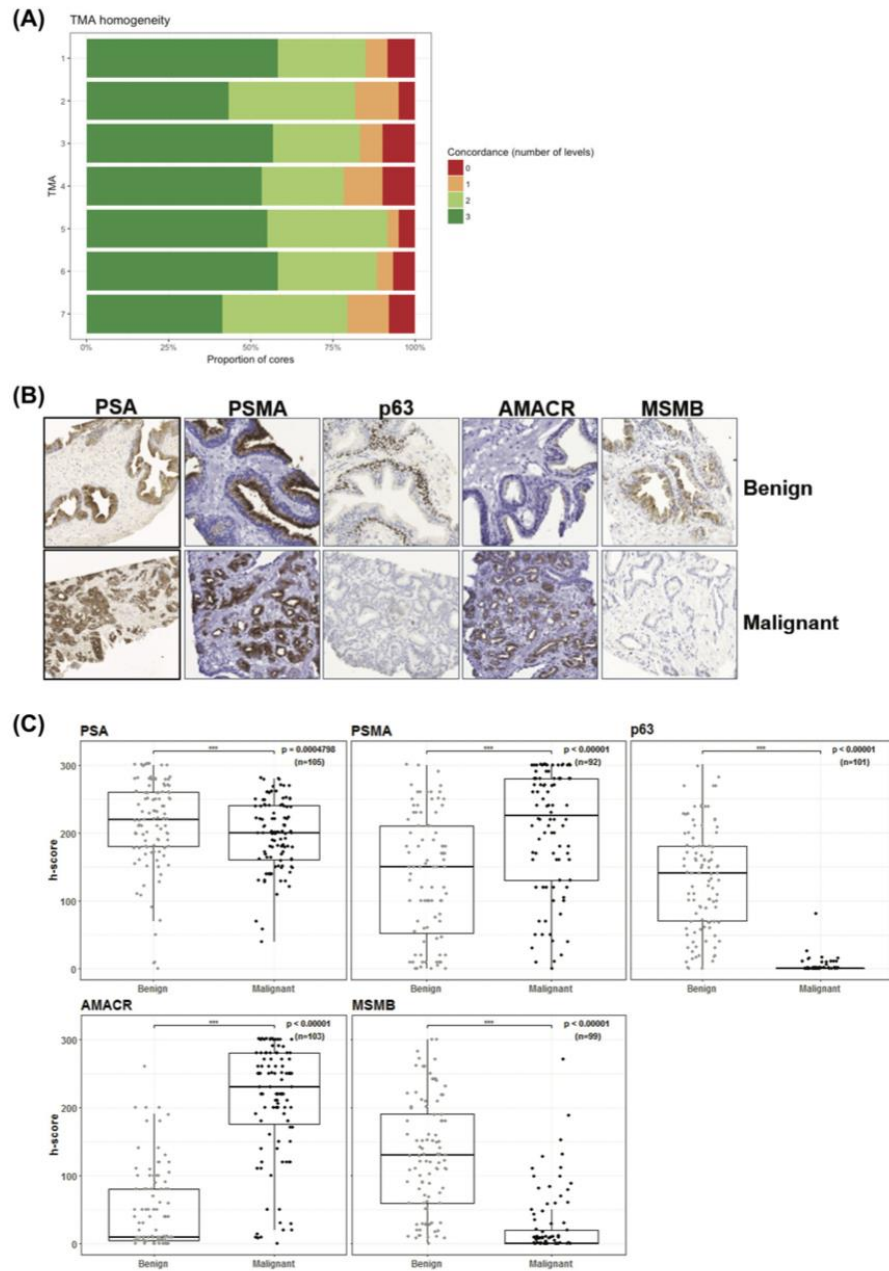 (A)
TMA homogeneity
1
2
3
4
5
6
7
TMA
0% 25% 50% 75% 100%
Proportion of cores
Concordance (number of levels)
0
1
2
3
(B)
PSA PSMA p63 AMACR MSMB
Benign
Malignant
(C)
PSA
***
p = 0.0004798
(n=105)
300
200
100
0
h-score
Benign Malignant
PSMA
***
p < 0.00001
(n=92)
Benign Malignant
p63
***
p < 0.00001
(n=101)
Benign Malignant
AMACR
***
p < 0.00001
(n=103)
300
200
100
0
h-score
Benign Malignant
MSMB
***
p < 0.00001
(n=99)
Benign Malignant